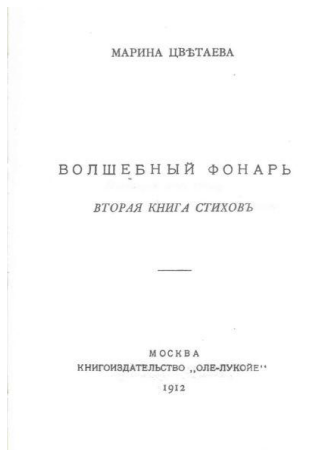 МАРИНА ЦВѢТАЕВА
ВОЛШЕБНЫЙ ФОНАРЬ
ВТОРАЯ КНИГА СТИХОВЪ
МОСКВА
КНИГОИЗДАТЕЛЬСТВО „ОЛЕ-ЛУКОЙЕ"
1912